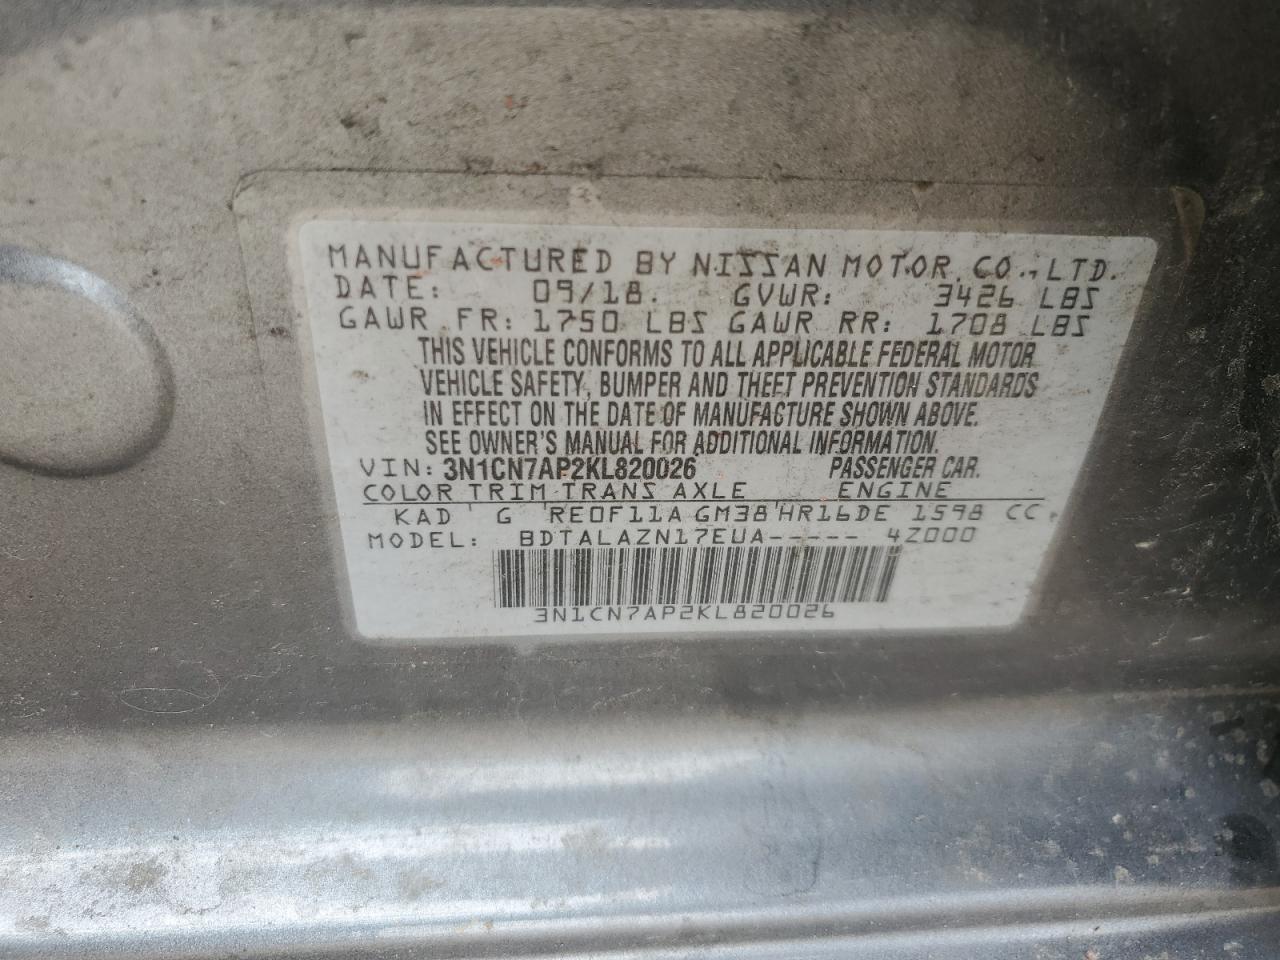 MANUFACTURED BY NISSAN MOTOR CO., LTD.
DATE: 09/18. GVWR: 3426 LBS
GAWR FR: 1750 LBS GAWR RR: 1708 LBS
THIS VEHICLE CONFORMS TO ALL APPLICABLE FEDERAL MOTOR
VEHICLE SAFETY, BUMPER AND THEFT PREVENTION STANDARDS
IN EFFECT ON THE DATE OF MANUFACTURE SHOWN ABOVE.
SEE OWNER'S MANUAL FOR ADDITIONAL INFORMATION.
VIN: 3N1CN7AP2KL820026 PASSENGER CAR.
COLOR TRIM TRANS AXLE ENGINE
KAD G RE0F11A GM38 HR16DE 1598 CC
MODEL: BDTALAZN17EUA----- 4Z000
3N1CN7AP2KL820026